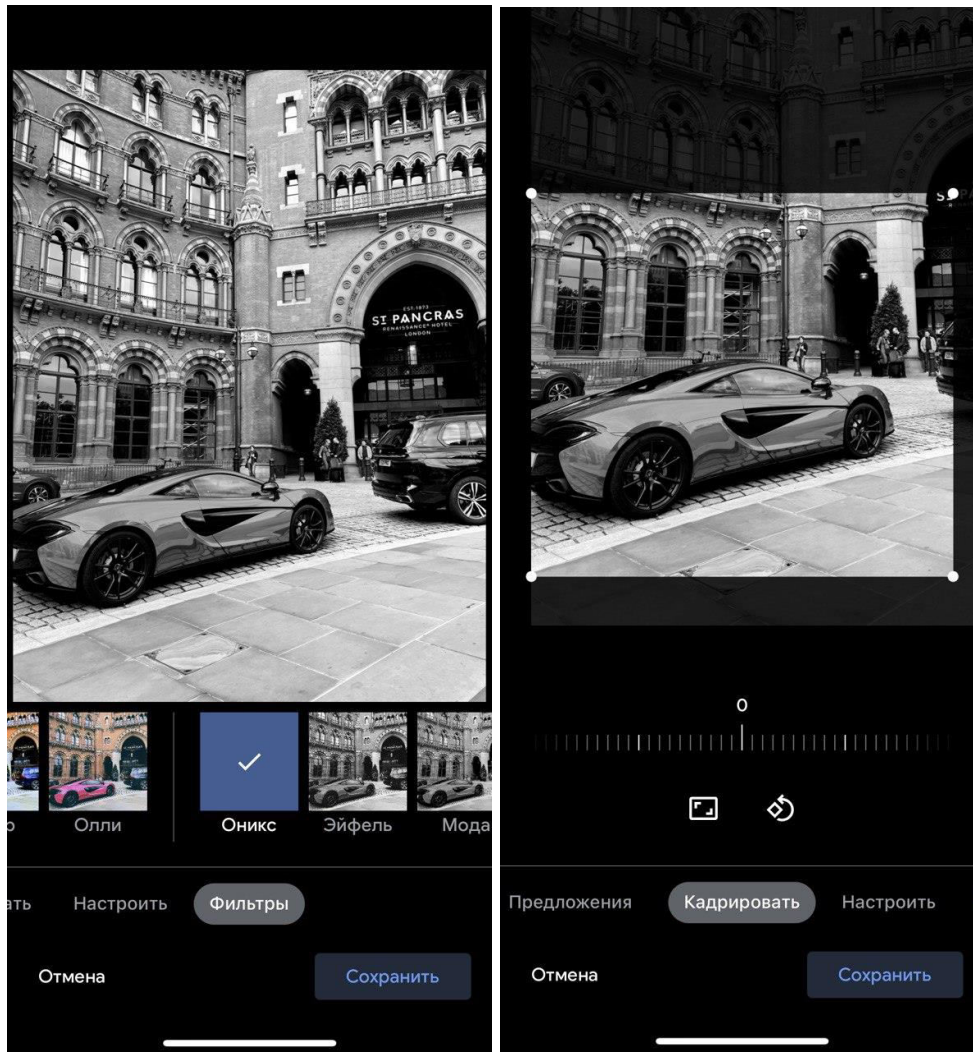 EST. 1873
ST PANCRAS
RENAISSANCE® HOTEL
LONDON
Олли
Оникс
Эйфель
Мода
ать
Настроить
Фильтры
Отмена
Сохранить
0
Предложения
Кадрировать
Настроить
Отмена
Сохранить